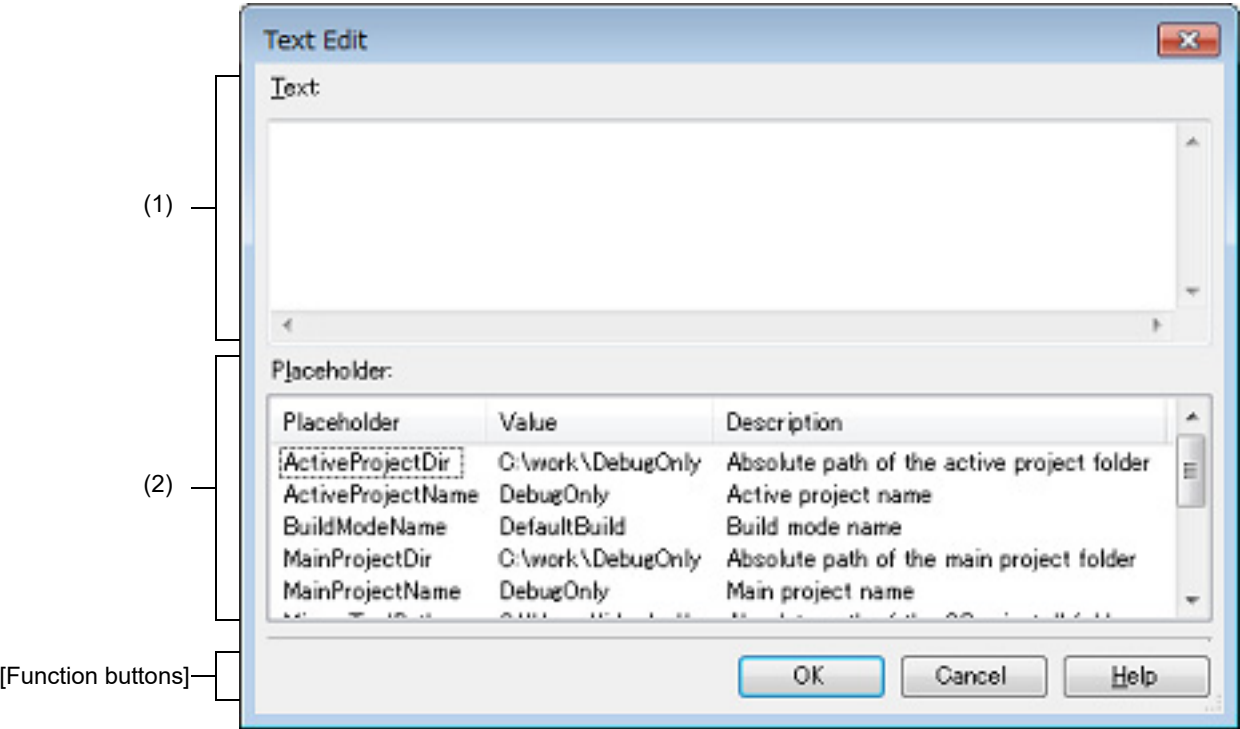 Text Edit
Text
(1)
Placeholder:
Placeholder Value Description
ActiveProjectDir C:\work\DebugOnly Absolute path of the active project folder
ActiveProjectName DebugOnly Active project name
(2)
BuildModeName DefaultBuild Build mode name
MainProjectDir C:\work\DebugOnly Absolute path of the main project folder
MainProjectName DebugOnly Main project name
[Function buttons] OK Cancel Help